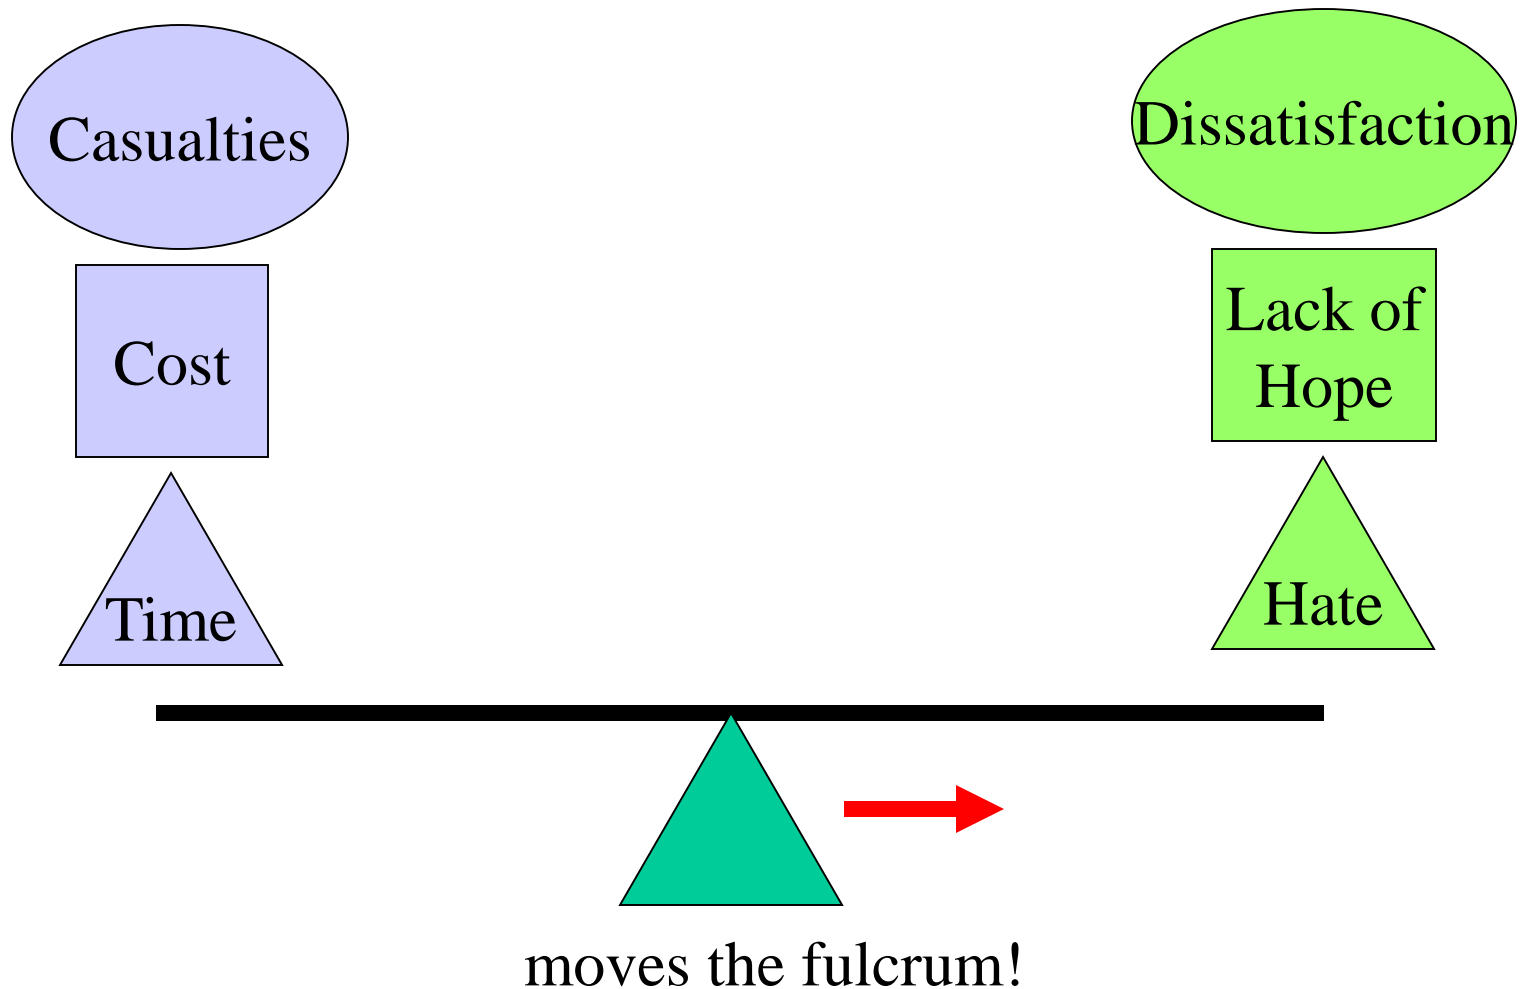 Casualties
Cost
Time
Dissatisfaction
Lack of
Hope
Hate
moves the fulcrum!